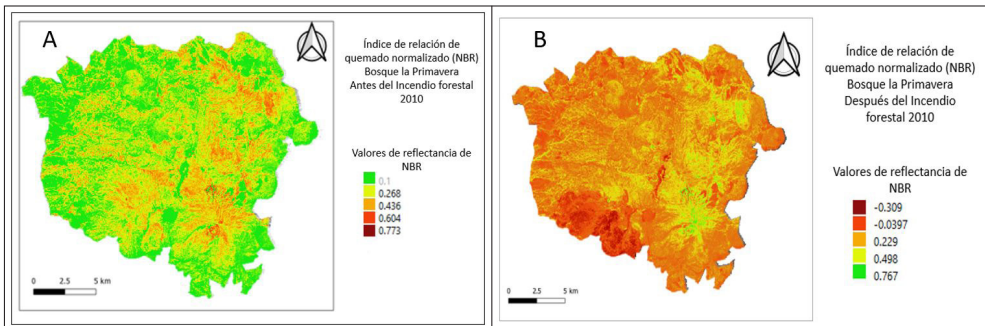 A
Índice de relación de
quemado normalizado (NBR)
Bosque la Primavera
Antes del Incendio forestal
2010
Valores de reflectancia de
NBR
0.1
0.268
0.436
0.604
0.773
0 2.5 5 km
B
Índice de relación de
quemado normalizado (NBR)
Bosque la Primavera
Después del Incendio
forestal 2010
Valores de reflectancia de
NBR
-0.309
-0.0397
0.229
0.498
0.767
0 2.5 5 km